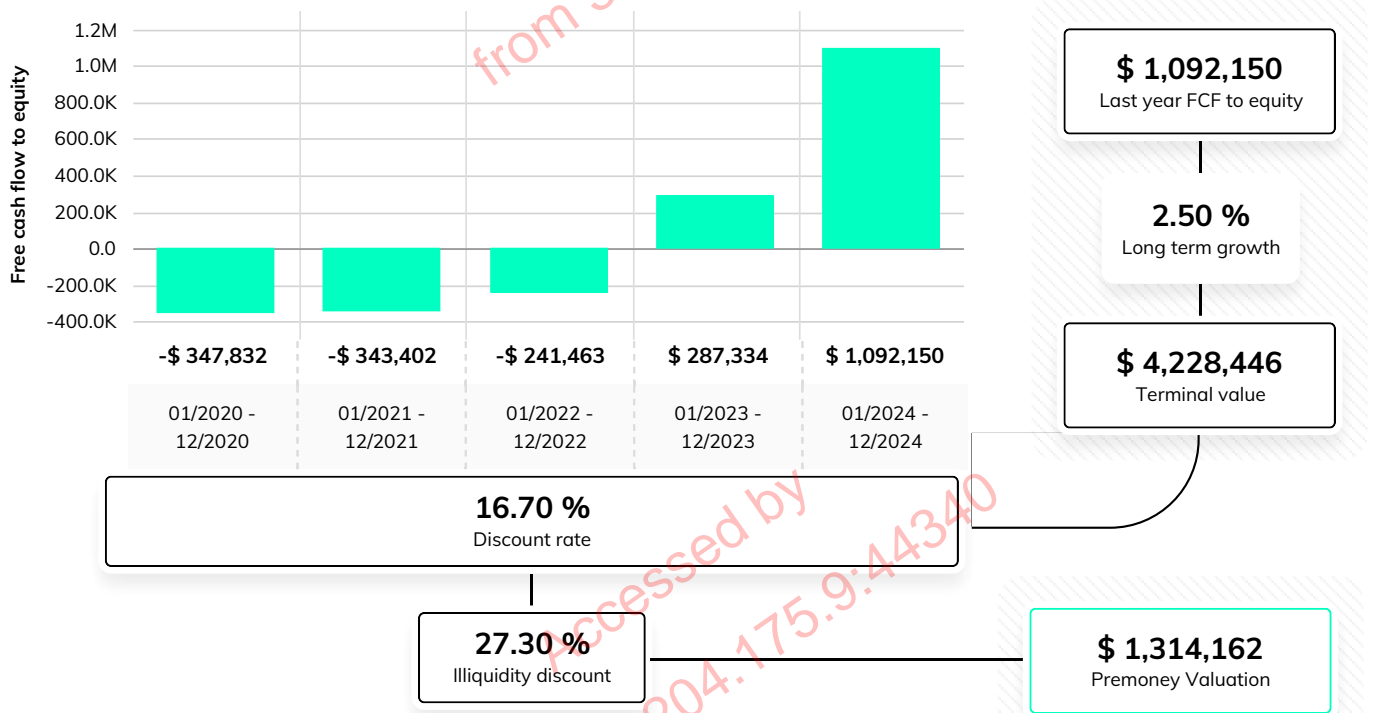 Free cash flow to equity
1.2M
1.0M
800.0K
600.0K
400.0K
200.0K
0.0
-200.0K
-400.0K
-$ 347,832
-$ 343,402
-$ 241,463
$ 287,334
$ 1,092,150
01/2020 -
12/2020
01/2021 -
12/2021
01/2022 -
12/2022
01/2023 -
12/2023
01/2024 -
12/2024
16.70 %
Discount rate
27.30 %
Illiquidity discount
$ 1,092,150
Last year FCF to equity
2.50 %
Long term growth
$ 4,228,446
Terminal value
$ 1,314,162
Premoney Valuation
from
Accessed by
204.175.9:44340